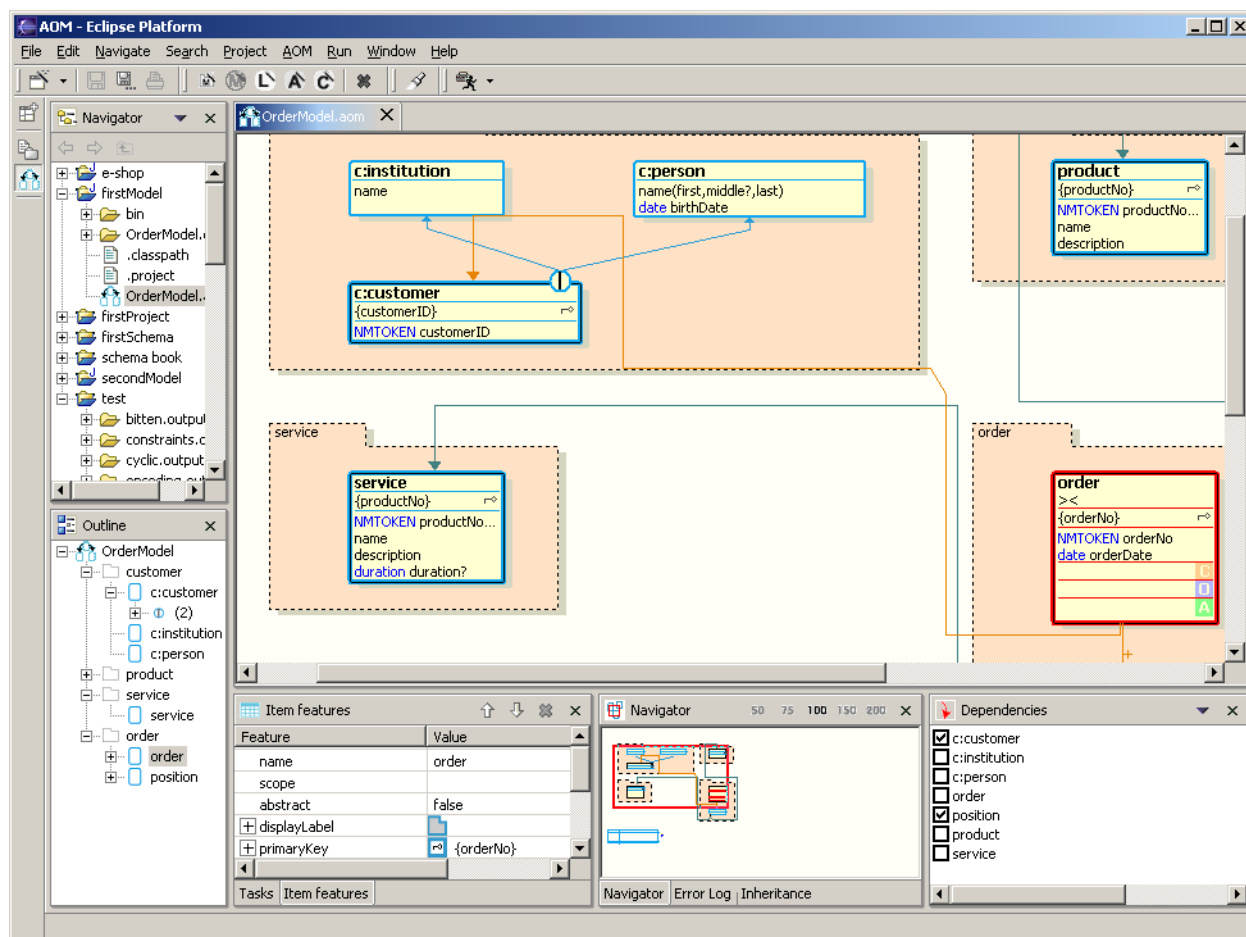 AOM - Eclipse Platform
File Edit Navigate Search Project AOM Run Window Help
L A C
Navigator
e-shop
firstModel
bin
OrderModel.
.classpath
.project
OrderModel.
firstProject
firstSchema
schema book
secondModel
test
bitten.output
constraints.c
cyclic.output
Outline
OrderModel
customer
c:customer
(2)
c:institution
c:person
product
service
service
order
order
position
OrderModel.aom
c:institution
name
c:person
name(first,middle?,last)
date birthDate
c:customer
{customerID}
NMTOKEN customerID
product
{productNo}
NMTOKEN productNo...
name
description
service
service
{productNo}
NMTOKEN productNo...
name
description
duration duration?
order
order
><
{orderNo}
NMTOKEN orderNo
date orderDate
C
O
A
Item features
Feature Value
name order
scope
abstract false
displayLabel
primaryKey {orderNo}
Tasks Item features
Navigator 50 75 100 150 200
Navigator Error Log Inheritance
Dependencies
c:customer
c:institution
c:person
order
position
product
service